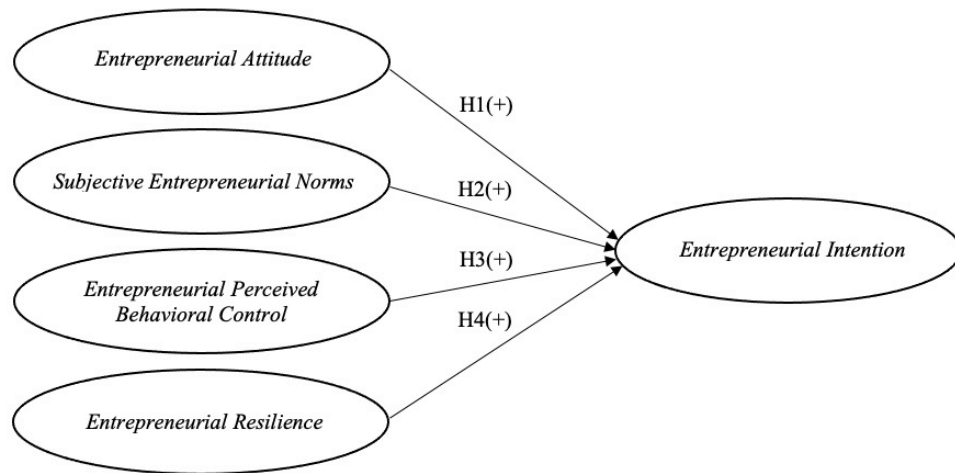 Entrepreneurial Attitude
H1(+)
Subjective Entrepreneurial Norms
H2(+)
Entrepreneurial Intention
H3(+)
Entrepreneurial Perceived
Behavioral Control
H4(+)
Entrepreneurial Resilience